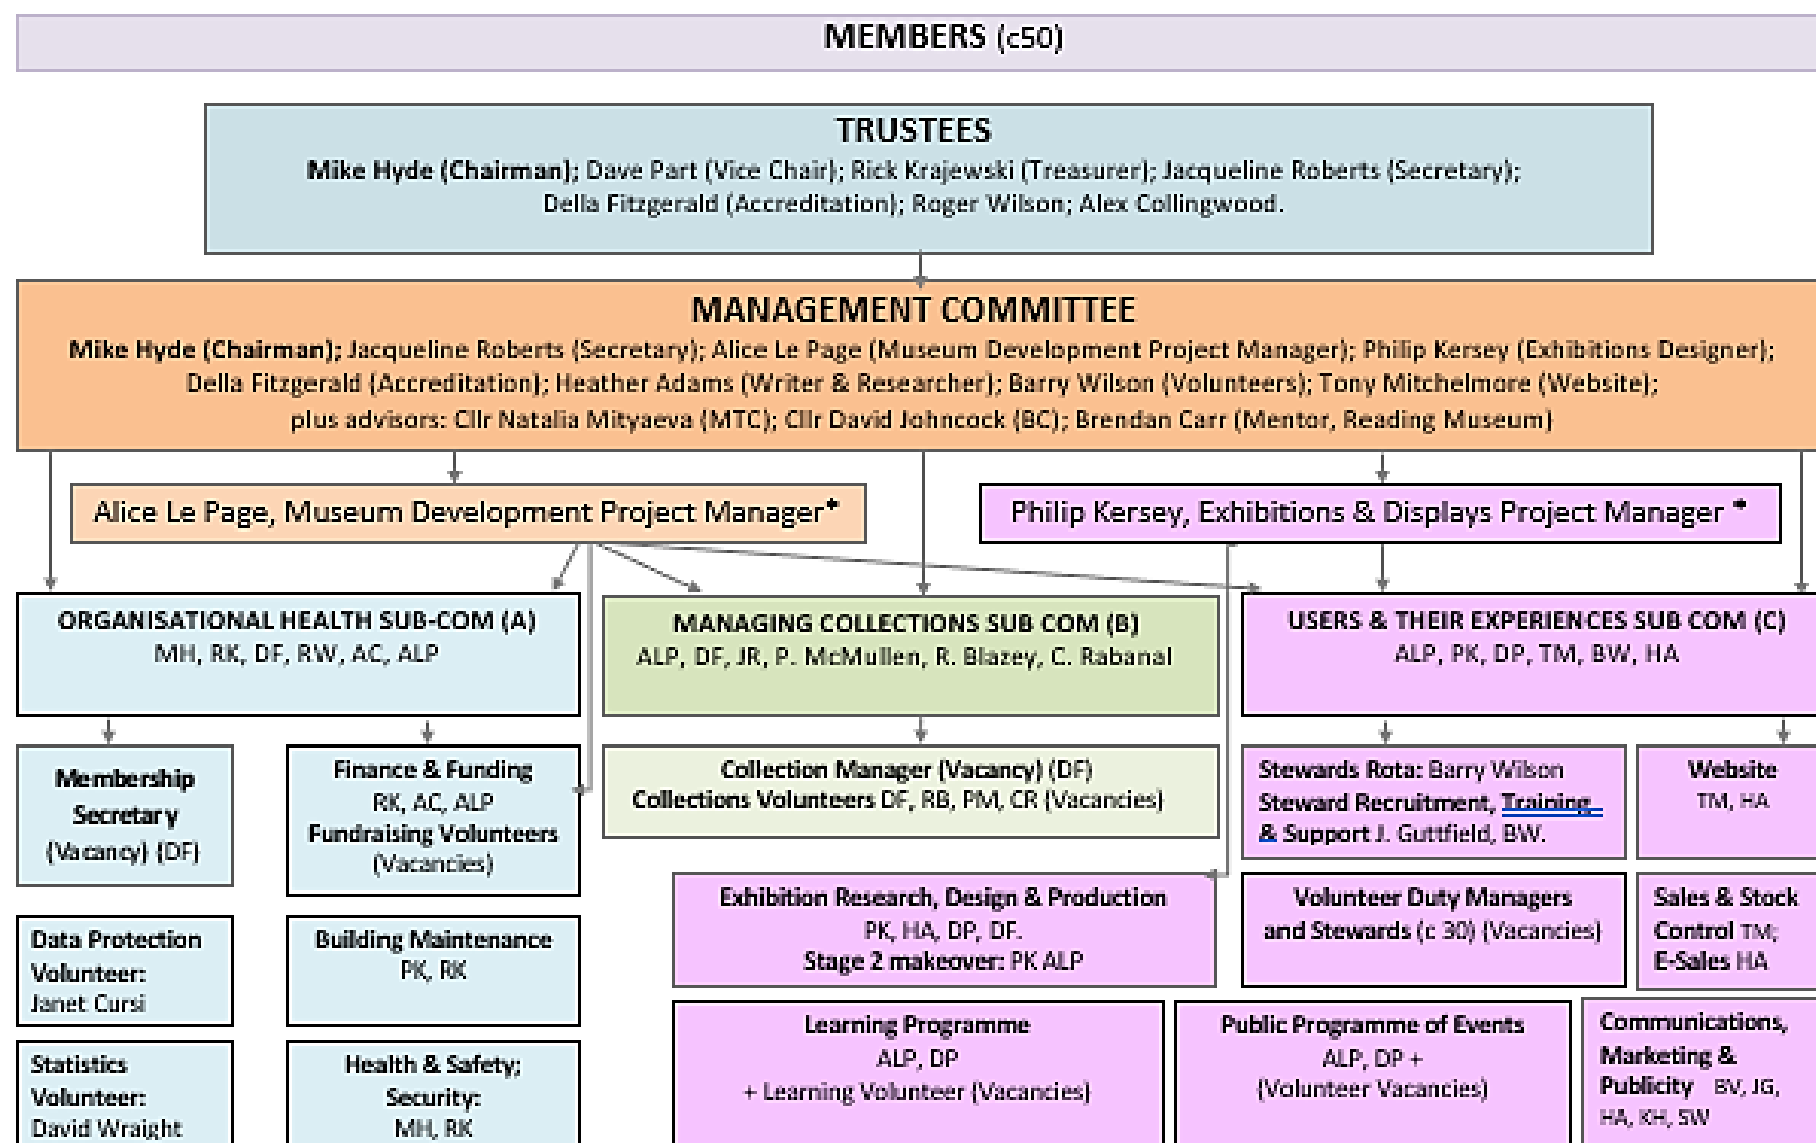 MEMBERS (c50)
TRUSTEES
Mike Hyde (Chairman); Dave Part (Vice Chair); Rick Krajewski (Treasurer); Jacqueline Roberts (Secretary);
Della Fitzgerald (Accreditation); Roger Wilson; Alex Collingwood.
MANAGEMENT COMMITTEE
Mike Hyde (Chairman); Jacqueline Roberts (Secretary); Alice Le Page (Museum Development Project Manager); Philip Kersey (Exhibitions Designer);
Della Fitzgerald (Accreditation); Heather Adams (Writer & Researcher); Barry Wilson (Volunteers); Tony Mitchelmore (Website);
plus advisors: Cllr Natalia Mityaeva (MTC); Cllr David Johncock (BC); Brendan Carr (Mentor, Reading Museum)
Alice Le Page, Museum Development Project Manager*
Philip Kersey, Exhibitions & Displays Project Manager *
ORGANISATIONAL HEALTH SUB-COM (A)
MH, RK, DF, RW, AC, ALP
MANAGING COLLECTIONS SUB COM (B)
ALP, DF, JR, P. McMullen, R. Blazey, C. Rabanal
USERS & THEIR EXPERIENCES SUB COM (C)
ALP, PK, DP, TM, BW, HA
Membership
Secretary
(Vacancy) (DF)
Finance & Funding
RK, AC, ALP
Fundraising Volunteers
(Vacancies)
Collection Manager (Vacancy) (DF)
Collections Volunteers DF, RB, PM, CR (Vacancies)
Stewards Rota: Barry Wilson
Steward Recruitment, Training
& Support J. Guttfield, BW.
Website
TM, HA
Data Protection
Volunteer:
Janet Cursi
Building Maintenance
PK, RK
Exhibition Research, Design & Production
PK, HA, DP, DF.
Stage 2 makeover: PK ALP
Volunteer Duty Managers
and Stewards (c 30) (Vacancies)
Sales & Stock
Control TM;
E-Sales HA
Statistics
Volunteer:
David Wraight
Health & Safety;
Security:
MH, RK
Learning Programme
ALP, DP
+ Learning Volunteer (Vacancies)
Public Programme of Events
ALP, DP +
(Volunteer Vacancies)
Communications,
Marketing &
Publicity BV, JG,
HA, KH, SW